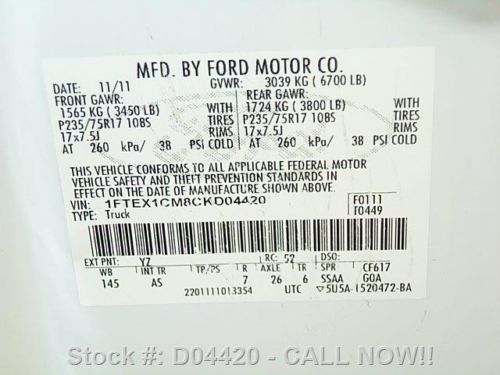 MFD. BY FORD MOTOR CO.
DATE: 11/11 GVWR: 3039 KG ( 6700 LB)
FRONT GAWR: REAR GAWR:
1565 KG ( 3450 LB) WITH 1724 KG ( 3800 LB) WITH
P235/75R17 108S TIRES P235/75R17 108S TIRES
17x7.5J RIMS 17x7.5J RIMS
AT 260 kPa/ 38 PSI COLD AT 260 kPa/ 38 PSI COLD
THIS VEHICLE CONFORMS TO ALL APPLICABLE FEDERAL MOTOR
VEHICLE SAFETY AND THEFT PREVENTION STANDARDS IN
EFFECT ON THE DATE OF MANUFACTURE SHOWN ABOVE.
VIN: 1FTEX1CM8CKD04420 F0111
TYPE: Truck T0449
EXT PNT: YZ RC: 52 DSO:
WB INT TR TP/PS R AXLE TR SPR CF617
145 AS 7 26 6 SSAA GOA
2201111013354 UTC ▽5U5A-1520472-BA
Stock #: D04420 - CALL NOW!!